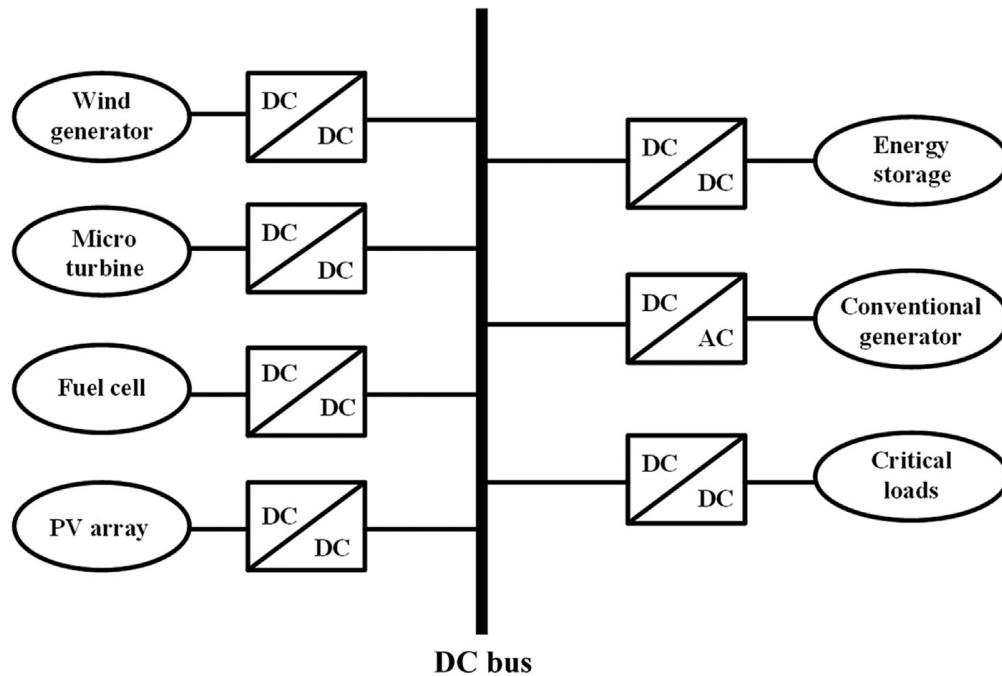 Wind
generator
DC
DC
Micro
turbine
DC
DC
Fuel cell
DC
DC
PV array
DC
DC
DC
DC
Energy
storage
DC
AC
Conventional
generator
DC
DC
Critical
loads
DC bus